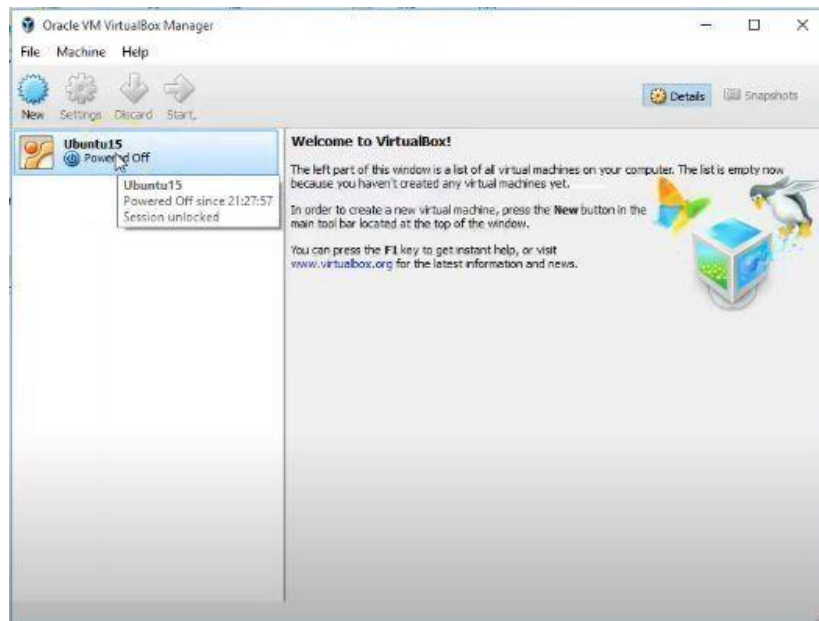 Oracle VM VirtualBox Manager
File Machine Help
New Settings Discard Start
Details Snapshots
Ubuntu15
Powered Off
Ubuntu15
Powered Off since 21:27:57
Session unlocked
Welcome to VirtualBox!
The left part of this window is a list of all virtual machines on your computer. The list is empty now
because you haven't created any virtual machines yet.
In order to create a new virtual machine, press the New button in the
main tool bar located at the top of the window.
You can press the F1 key to get instant help, or visit
www.virtualbox.org for the latest information and news.